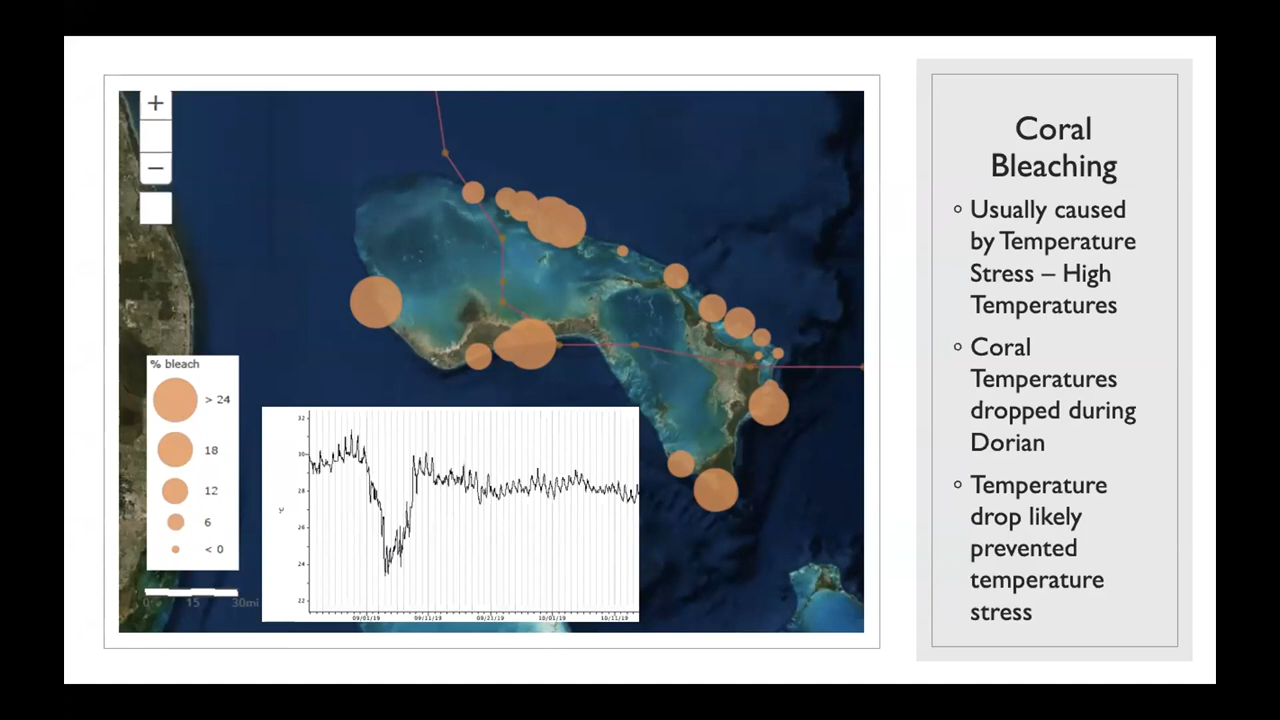 +
−
% bleach
> 24
18
12
6
< 0
15
30mi
32
30
28
26
24
22
°C
09/01/19
09/11/19
09/21/19
10/01/19
10/11/19
Coral
Bleaching
◦ Usually caused
by Temperature
Stress – High
Temperatures
◦ Coral
Temperatures
dropped during
Dorian
◦ Temperature
drop likely
prevented
temperature
stress